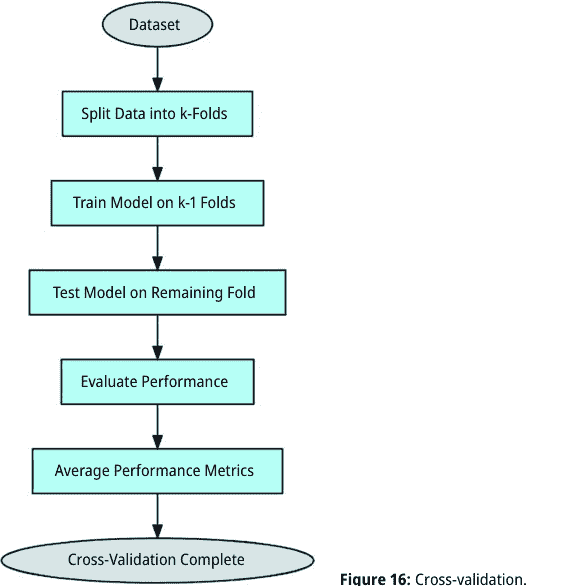 Dataset
Split Data into k-Folds
Train Model on k-1 Folds
Test Model on Remaining Fold
Evaluate Performance
Average Performance Metrics
Cross-Validation Complete
Figure 16: Cross-validation.